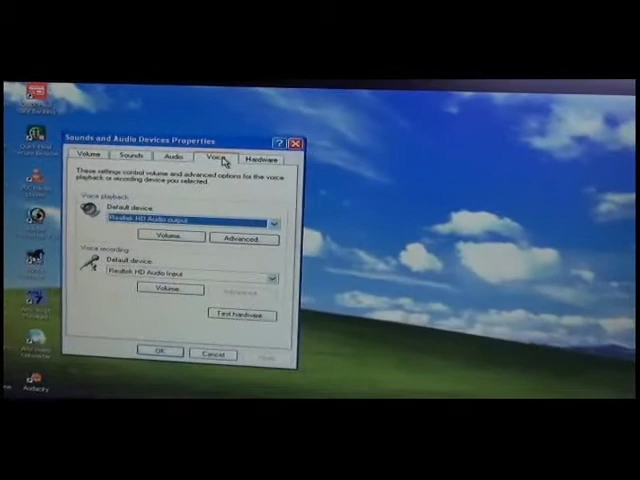 Sounds and Audio Devices Properties
Volume Sounds Audio Voice Hardware
These settings control volume and advanced options for the voice
playback or recording device you selected.
Voice playback
Default device:
Realtek HD Audio output
Volume... Advanced...
Voice recording
Default device:
Realtek HD Audio Input
Volume... Advanced...
Test hardware...
OK Cancel Apply
Audacity